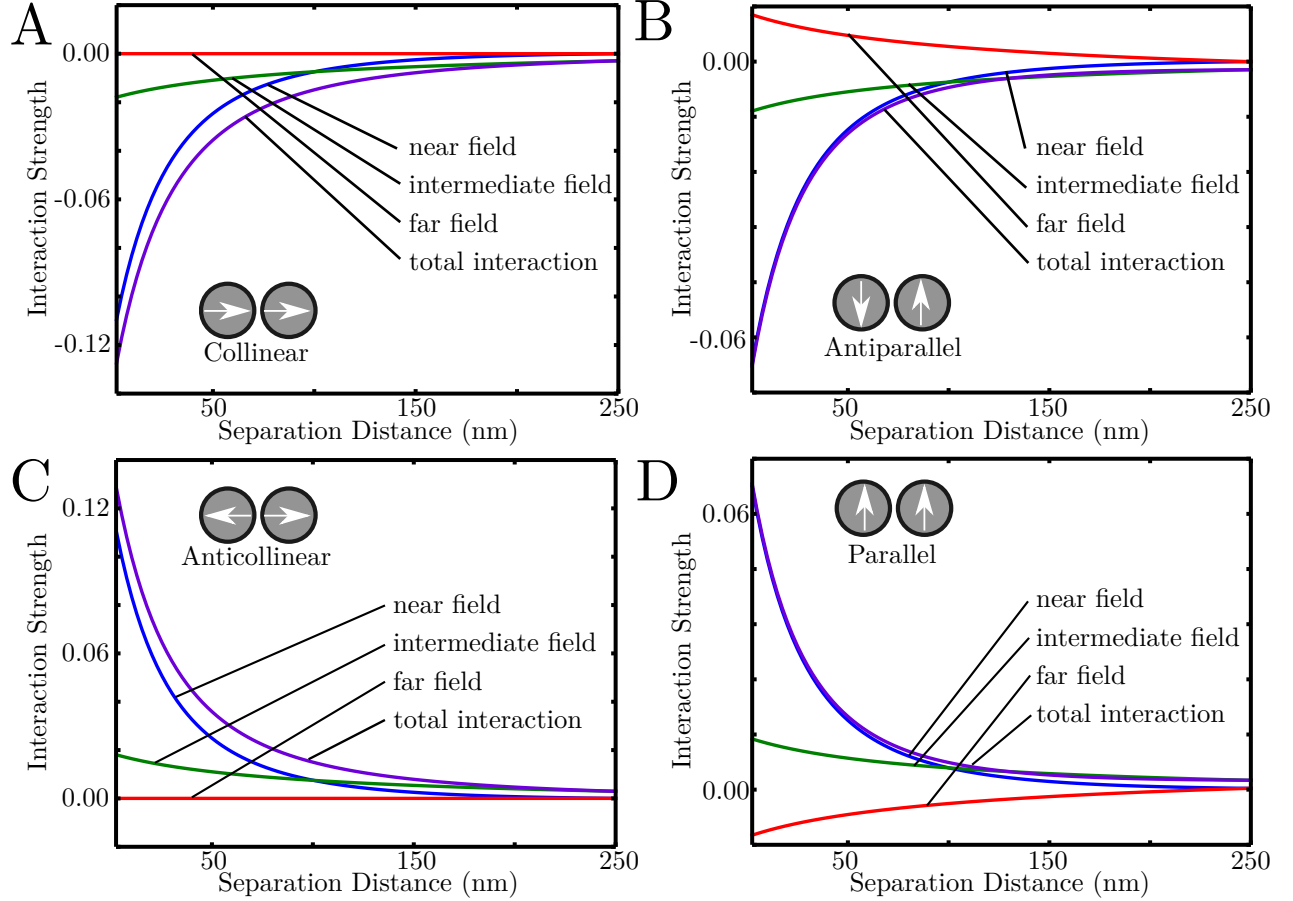 A
0.00
-0.06
-0.12
Interaction Strength
near field
intermediate field
far field
total interaction
Collinear
50
150
250
Separation Distance (nm)
B
0.00
-0.06
Interaction Strength
near field
intermediate field
far field
total interaction
Antiparallel
50
150
250
Separation Distance (nm)
C
0.12
0.06
0.00
Interaction Strength
Anticollinear
near field
intermediate field
far field
total interaction
50
150
250
Separation Distance (nm)
D
0.06
0.00
Interaction Strength
Parallel
near field
intermediate field
far field
total interaction
50
150
250
Separation Distance (nm)